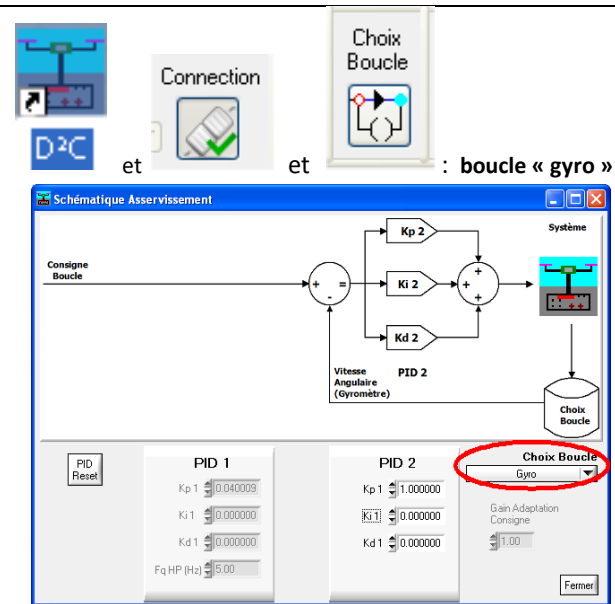 Choix
Boucle
Connection
D²C
et
et
: boucle « gyro »
Schématique Asservissement
Système
Consigne
Boucle
Kp 2
Ki 2
Kd 2
+
=
-
+
+
+
Vitesse
Angulaire
(Gyromètre)
PID 2
Choix
Boucle
PID
Reset
PID 1
Kp 1 0.040009
Ki 1 0.000000
Kd 1 0.000000
Fq HP (Hz) 5.00
PID 2
Kp 1 1.000000
Ki 1 0.000000
Kd 1 0.000000
Choix Boucle
Gyro
Gain Adaptation
Consigne
1.00
Fermer